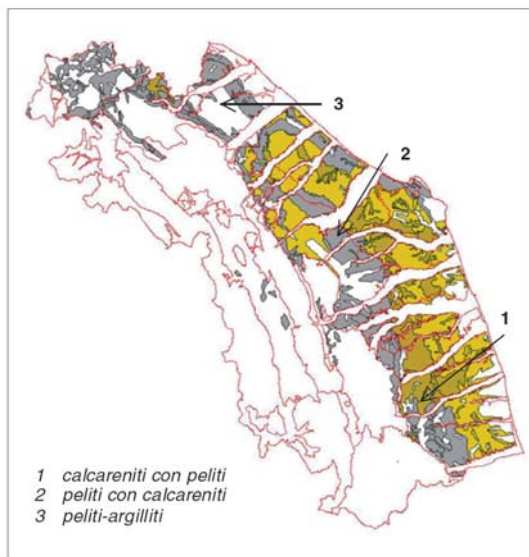 3
2
1
1 calcareniti con peliti
2 peliti con calcareniti
3 peliti-argilliti